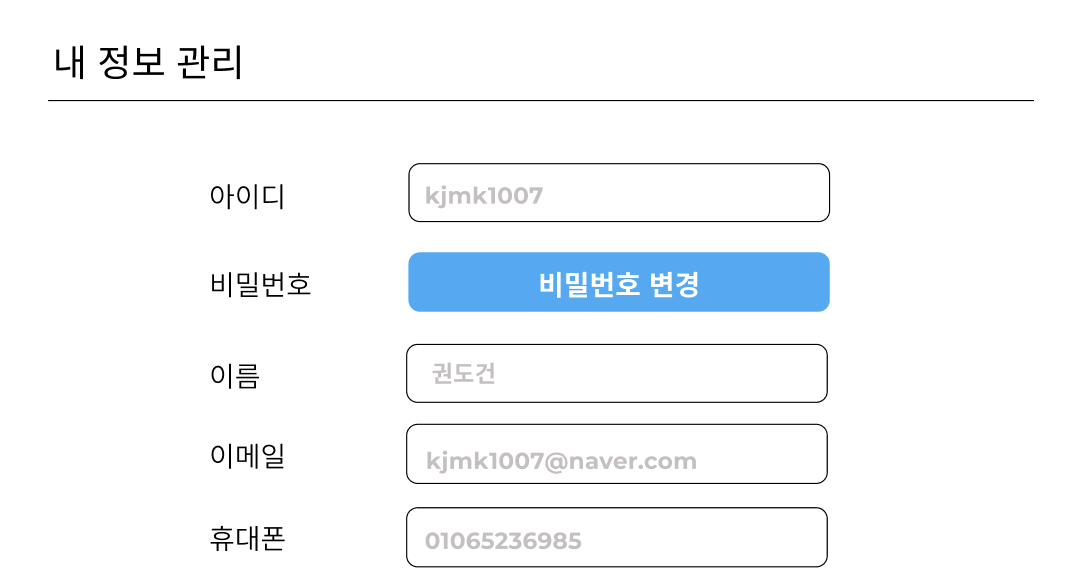 내 정보 관리
아이디 kjmk1007
비밀번호 비밀번호 변경
이름 권도건
이메일 kjmk1007@naver.com
휴대폰 01065236985